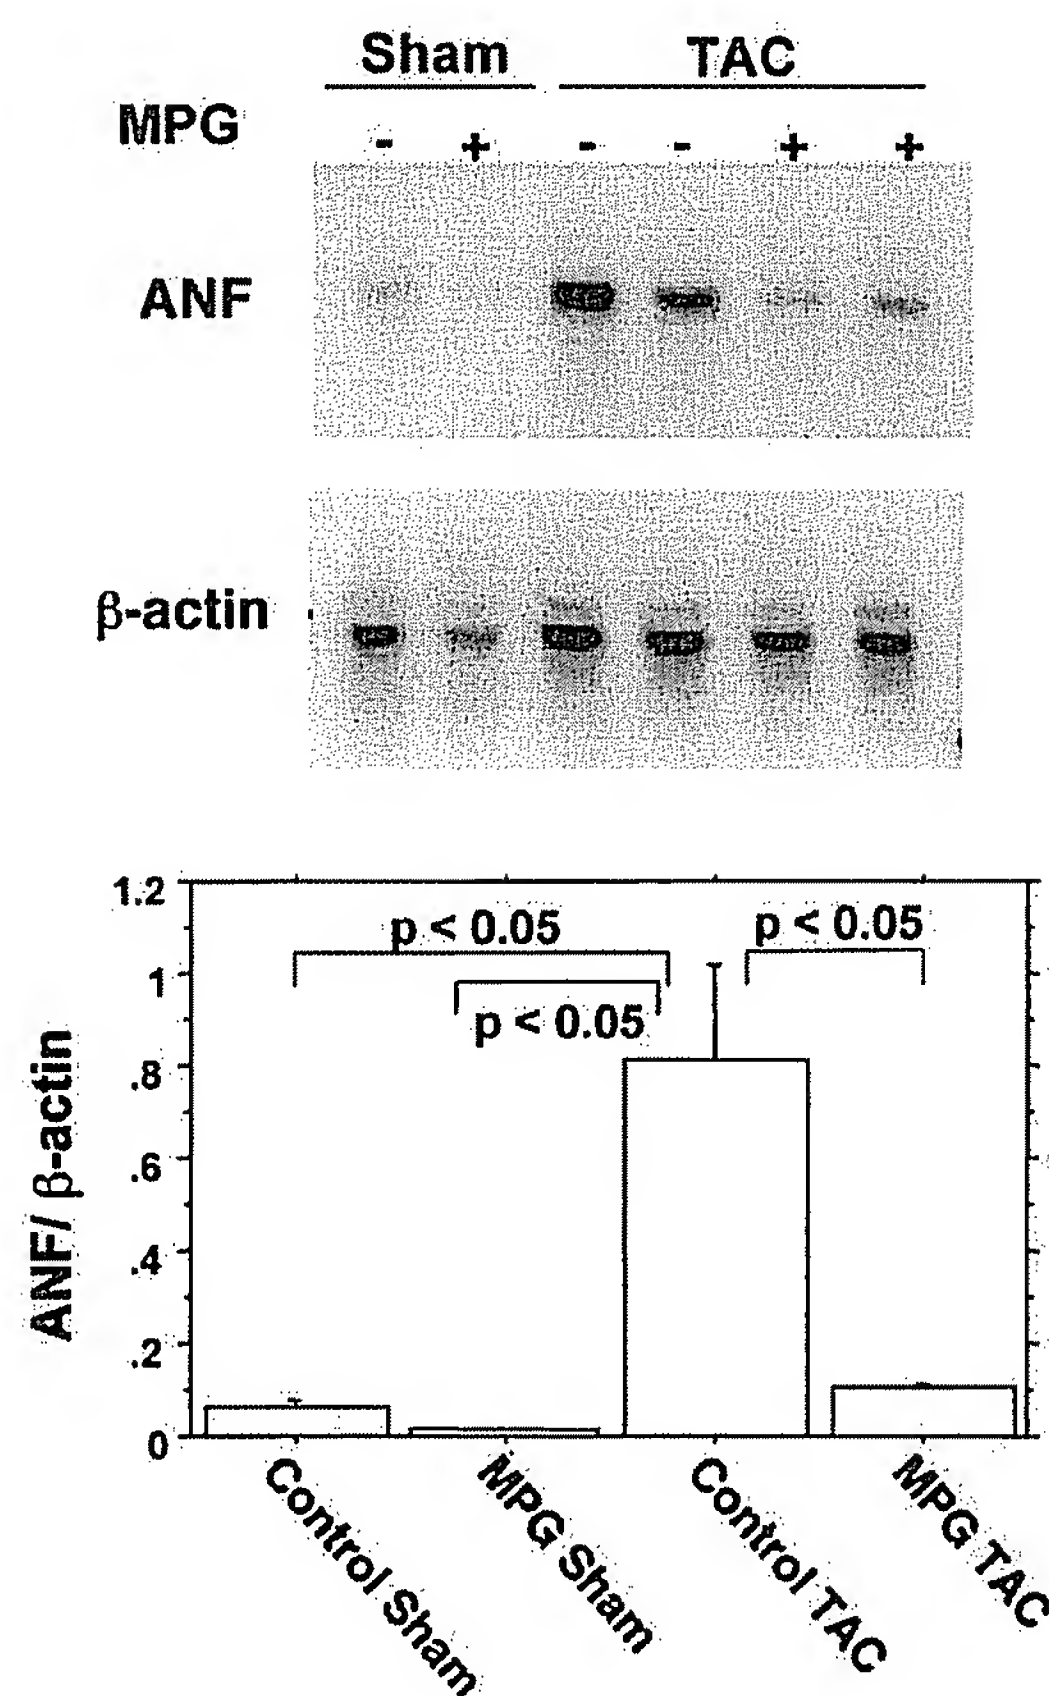 Sham TAC
MPG - + - - + +
ANF
β-actin
1.2
1
.8
.6
.4
.2
0
ANF/ β-actin
p < 0.05
p < 0.05
p < 0.05
Control Sham
MPG Sham
Control TAC
MPG TAC